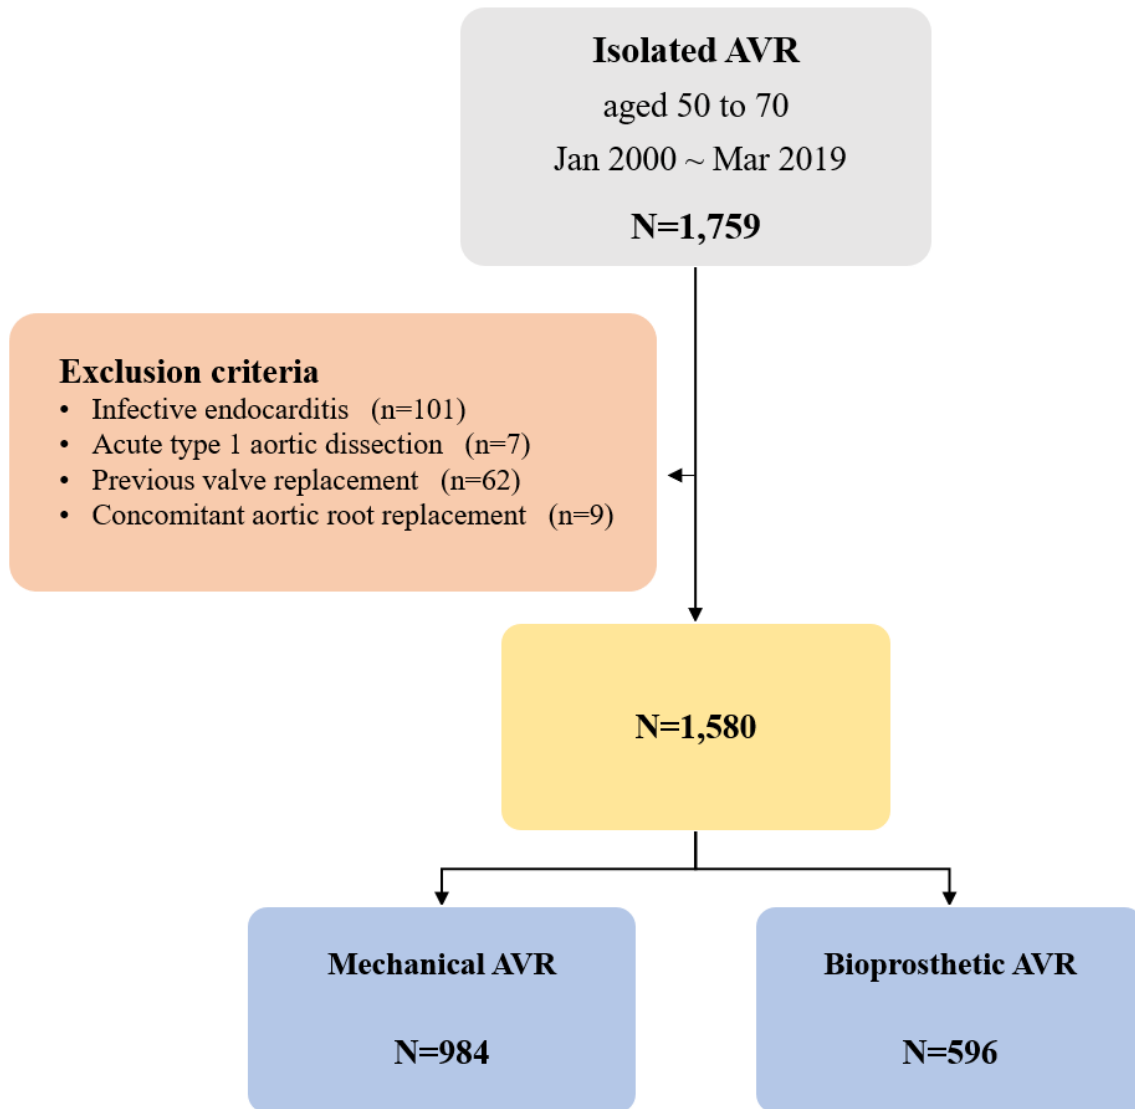 Isolated AVR
aged 50 to 70
Jan 2000 ~ Mar 2019
N=1,759
Exclusion criteria
• Infective endocarditis (n=101)
• Acute type 1 aortic dissection (n=7)
• Previous valve replacement (n=62)
• Concomitant aortic root replacement (n=9)
N=1,580
Mechanical AVR
N=984
Bioprosthetic AVR
N=596